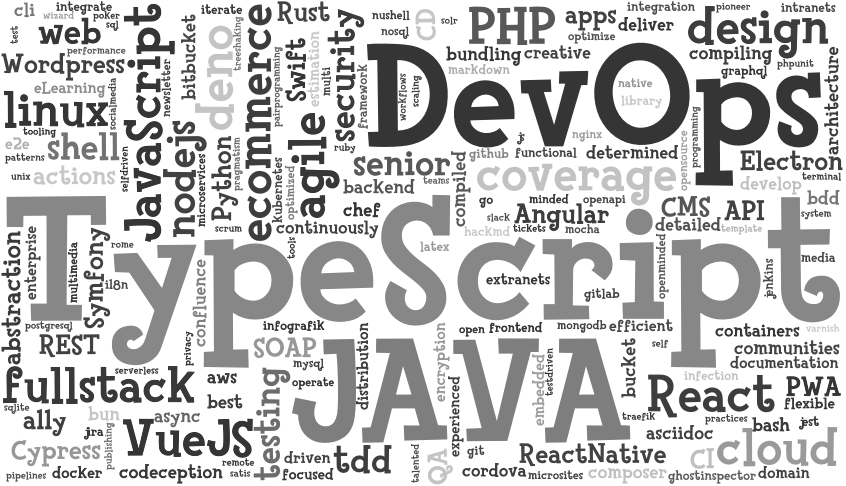 cli
integrate
wizard
poker
sql
test
web
performance
Wordpress
eLearning
linux
socialmedia
tooling
e2e
shell
patterns
unix
actions
selfdriven
JavaScript
newsletter
bitbucket
iterate
nodejs
microservices
deno
treeshaking
Python
pragmatism
scrum
ecommerce
Rust
pairprogramming
Swift
estimation
multi
Kubernetes
optimized
agile
security
framework
ruby
tools
continuously
chef
backend
teams
senior
nushell
nosql
CD
solr
PHP
apps
optimize
integration
deliver
pioneer
intranets
design
bundling
creative
markdown
compiling
graphql
phpunit
DevOps
workflows
scaling
native
library
architecture
js
nginx
github
functional
determined
opensource
programming
Electron
terminal
coverage
develop
compiled
go
minded
openapi
slack
Angular
hackmd
tickets
mocha
CMS
API
detailed
template
bdd
system
TypeScript
abstraction
enterprise
multimedia
Symfony
rome
i18n
postgresql
confluence
privacy
latex
extranets
gitlab
openminded
jenkins
media
infografik
open
frontend
mongodb
efficient
self
containers
varnish
communities
documentation
REST
SOAP
mysql
distribution
encryption
JAVA
embedded
testdriven
bucket
infection
serverless
Fullstack
aws
operate
best
sqlite
ally
bun
async
jira
publishing
VueJS
testing
experienced
traefik
React
PWA
flexible
practices
bash
jest
asciidoc
Cypress
pipelines
docker
codeception
remote
satis
driven
focused
tdd
talented
QA
git
cordova
ReactNative
microsites
composer
CI
cloud
ghostinspector
domain